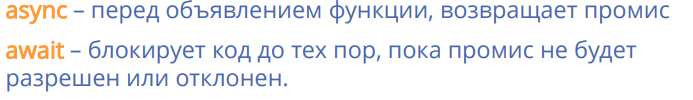 async – перед объявлением функции, возвращает промис
await – блокирует код до тех пор, пока промис не будет
разрешен или отклонен.